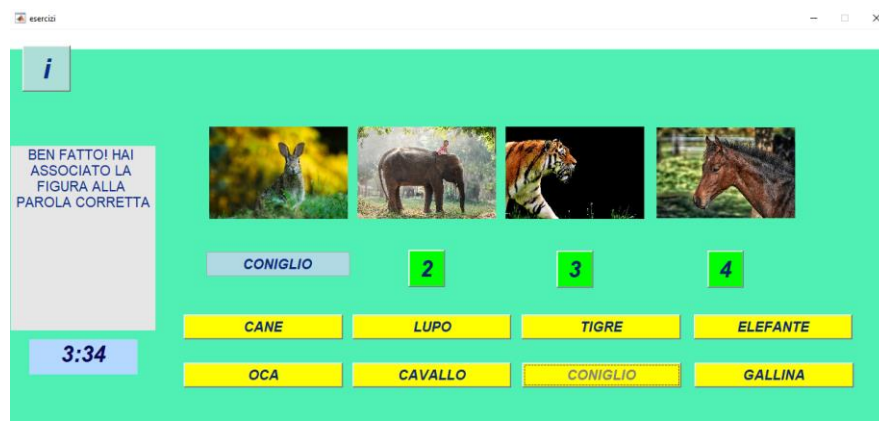 esercizi
i
BEN FATTO! HAI
ASSOCIATO LA
FIGURA ALLA
PAROLA CORRETTA
3:34
CONIGLIO 2 3 4
CANE LUPO TIGRE ELEFANTE
OCA CAVALLO CONIGLIO GALLINA